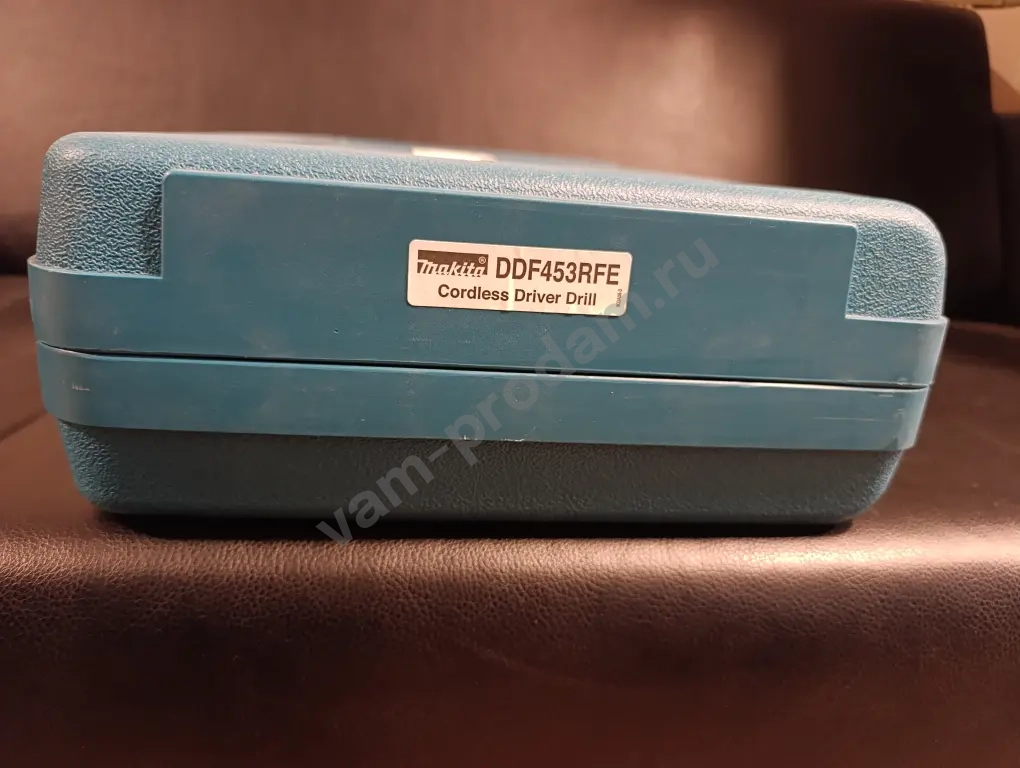 Makita® DDF453RFE
Cordless Driver Drill
vam-prodam.ru